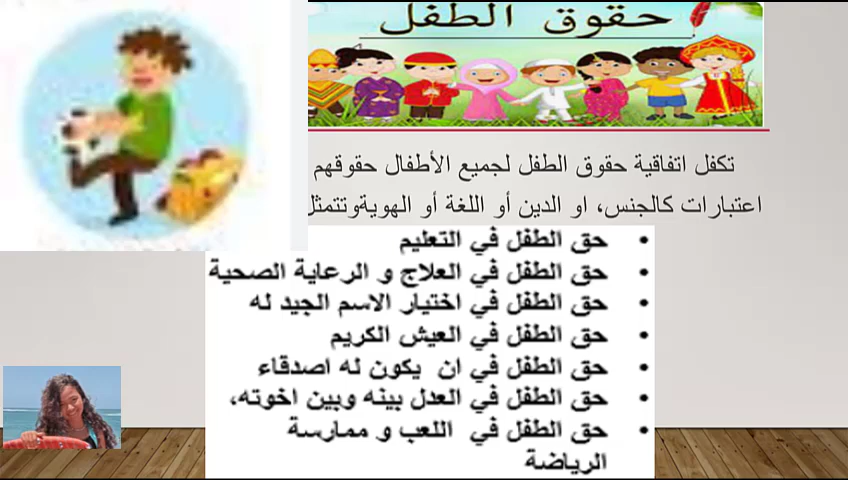 حقوق الطفل
تكفل اتفاقية حقوق الطفل لجميع الأطفال حقوقهم
اعتبارات كالجنس، او الدين أو اللغة أو الهويةوتتمثل
• حق الطفل في التعليم
• حق الطفل في العلاج و الرعاية الصحية
• حق الطفل في اختيار الاسم الجيد له
• حق الطفل في العيش الكريم
• حق الطفل في ان يكون له اصدقاء
• حق الطفل في العدل بينه وبين اخوته،
• حق الطفل في اللعب و ممارسة
الرياضة